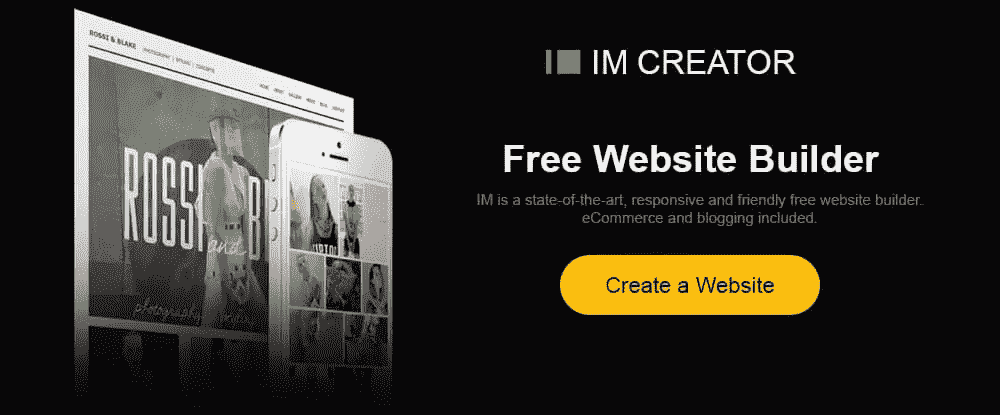 ROSSI & BLAKE
PHOTOGRAPHY | STYLING | CONCEPTS
HOME ABOUT GALLERY
BLOG CONTACT
ROSSI
and
B
photography
IM CREATOR
Free Website Builder
IM is a state-of-the-art, responsive and friendly free website builder.
eCommerce and blogging included.
Create a Website